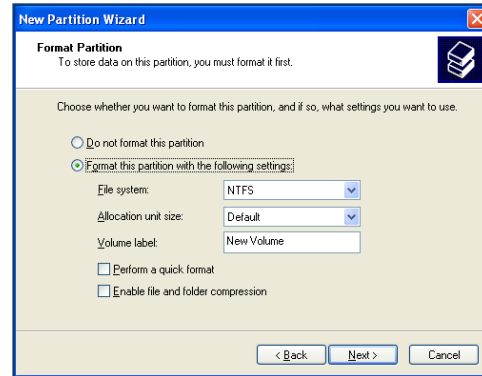 New Partition Wizard
Format Partition
To store data on this partition, you must format it first.
Choose whether you want to format this partition, and if so, what settings you want to use.
Do not format this partition
Format this partition with the following settings:
File system: NTFS
Allocation unit size: Default
Volume label: New Volume
Perform a quick format
Enable file and folder compression
< Back Next > Cancel